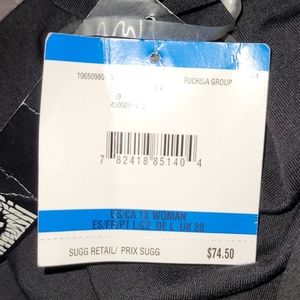 FUCHSIA GROUP
7 82418 85140 4
US/CA 1X WOMAN
ES/FR/PT L/22 DE L UK 20
SUGG RETAIL/ PRIX SUGG $74.50